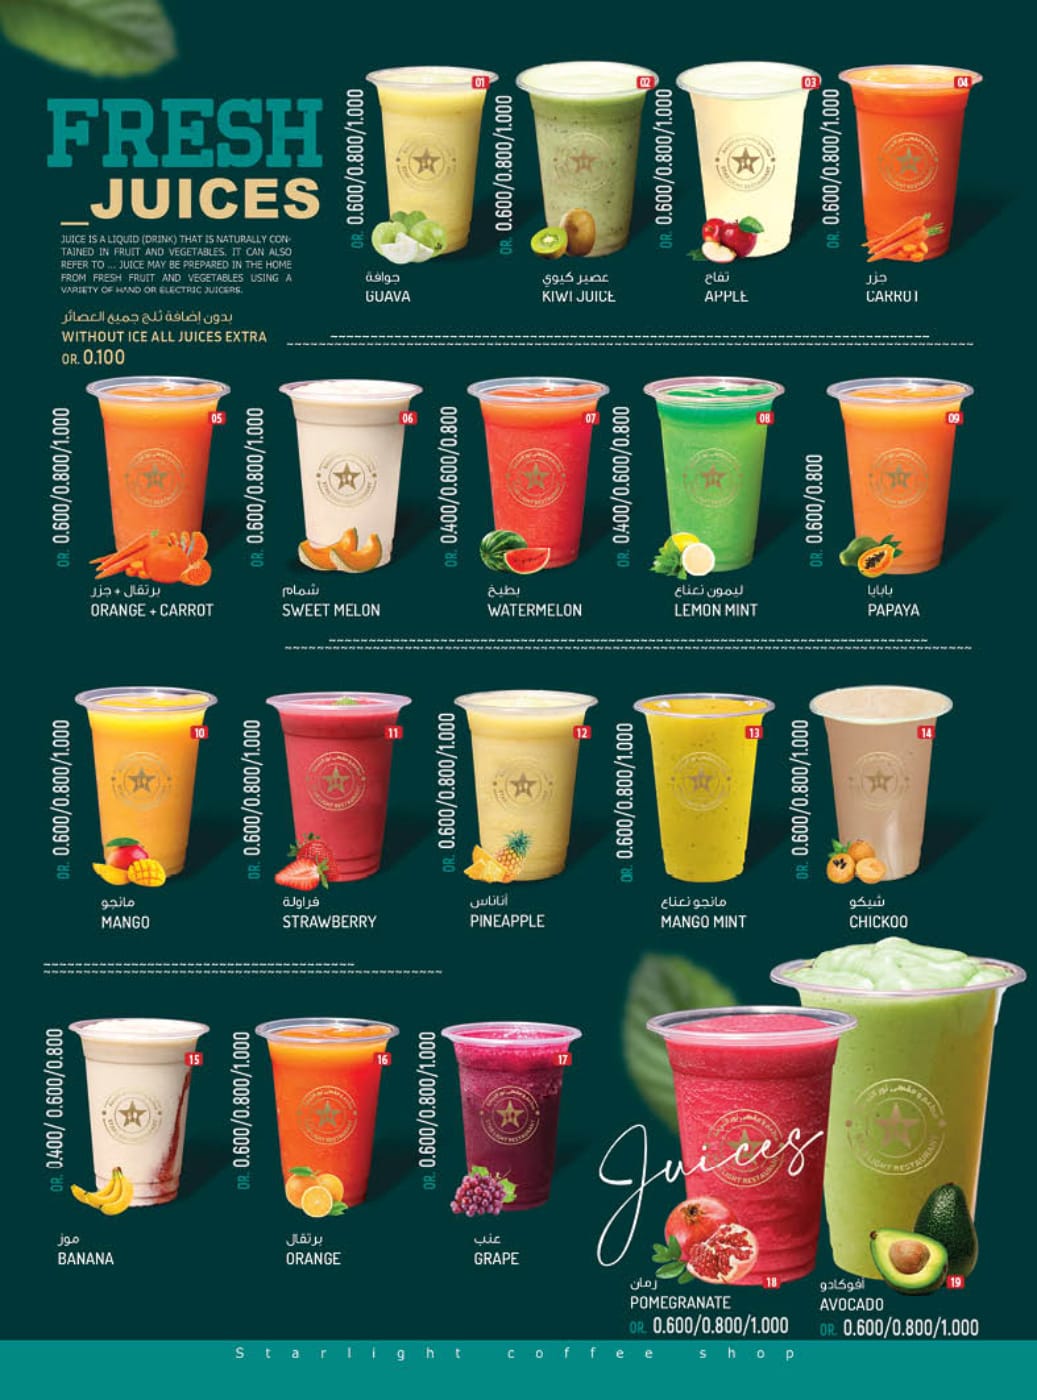 FRESH
_JUICES
JUICE IS A LIQUID (DRINK) THAT IS NATURALLY CON-
TAINED IN FRUIT AND VEGETABLES. IT CAN ALSO
REFER TO ... JUICE MAY BE PREPARED IN THE HOME
FROM FRESH FRUIT AND VEGETABLES USING A
VARIETY OF HAND OR ELECTRIC JUICERS.
بدون إضافة ثلج جميع العصائر
WITHOUT ICE ALL JUICES EXTRA
OR. 0.100
01
OR. 0.600/0.800/1.000
جوافة
GUAVA
02
OR. 0.600/0.800/1.000
عصير كيوي
KIWI JUICE
03
OR. 0.600/0.800/1.000
تفاح
APPLE
04
OR. 0.600/0.800/1.000
جزر
CARROT
05
OR. 0.600/0.800/1.000
برتقال + جزر
ORANGE + CARROT
06
OR. 0.600/0.800/1.000
شمام
SWEET MELON
07
OR. 0.400/0.600/0.800
بطيخ
WATERMELON
08
OR. 0.400/0.600/0.800
ليمون نعناع
LEMON MINT
09
OR. 0.600/0.800
بابايا
PAPAYA
10
OR. 0.600/0.800/1.000
مانجو
MANGO
11
OR. 0.600/0.800/1.000
فراولة
STRAWBERRY
12
OR. 0.600/0.800/1.000
أناناس
PINEAPPLE
13
OR. 0.600/0.800/1.000
مانجو نعناع
MANGO MINT
14
OR. 0.600/0.800/1.000
شيكو
CHICKOO
15
OR. 0.400/ 0.600/0.800
موز
BANANA
16
OR. 0.600/0.800/1.000
برتقال
ORANGE
17
OR. 0.600/0.800/1.000
عنب
GRAPE
Juices
18
رمان
POMEGRANATE
OR. 0.600/0.800/1.000
19
أفوكادو
AVOCADO
OR. 0.600/0.800/1.000
Starlight coffee shop